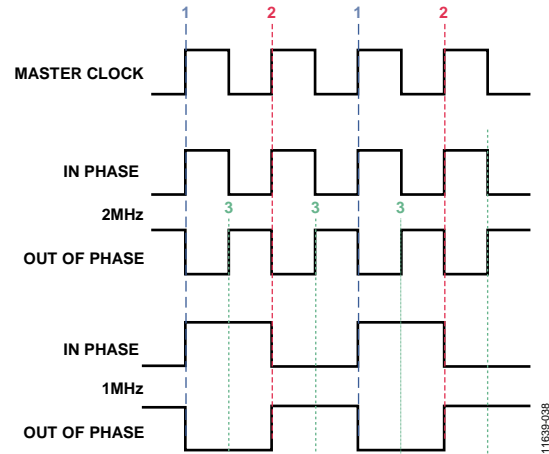 1 2 1 2
MASTER CLOCK
IN PHASE
2MHz 3 3 3
OUT OF PHASE
IN PHASE
1MHz
OUT OF PHASE
11639-038